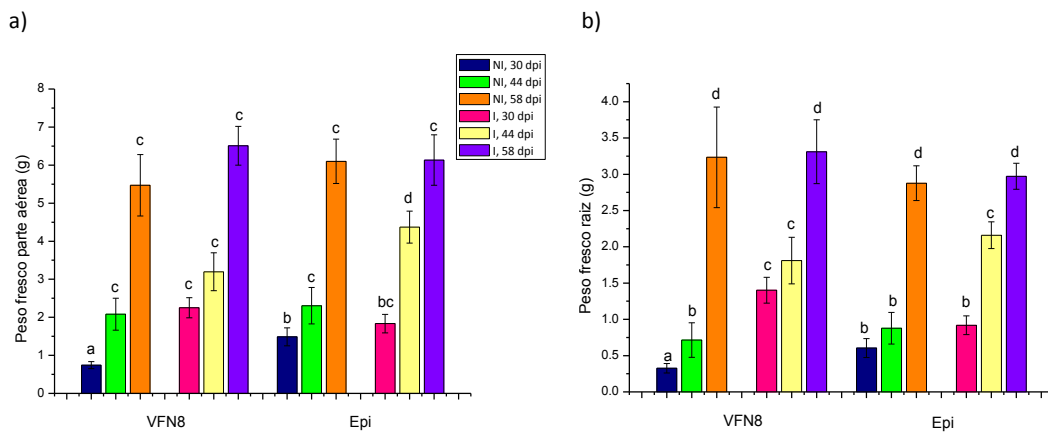 a)
NI, 30 dpi
NI, 44 dpi
NI, 58 dpi
I, 30 dpi
I, 44 dpi
I, 58 dpi
Peso fresco parte aérea (g)
8
7
6
5
4
3
2
1
0
a
c
c
c
c
c
b
c
c
bc
d
c
VFN8
Epi
b)
Peso fresco raiz (g)
4.0
3.5
3.0
2.5
2.0
1.5
1.0
0.5
0.0
a
b
d
c
c
d
b
b
d
b
c
d
VFN8
Epi